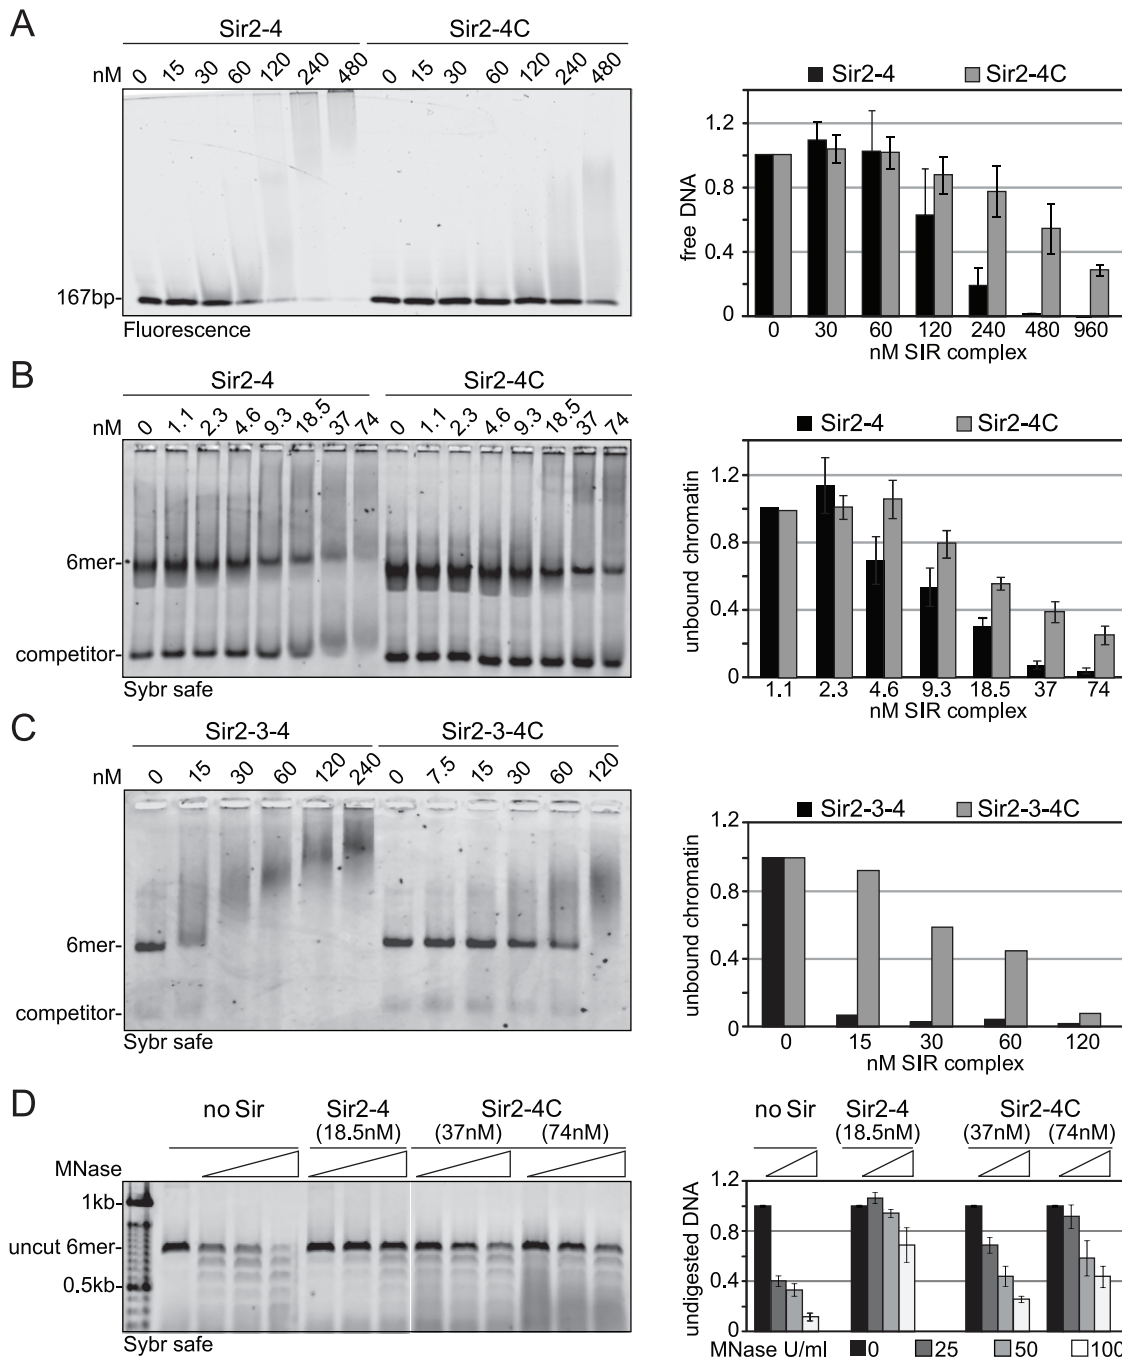 A
Sir2-4 Sir2-4C
nM 0 15 30 60 120 240 480 0 15 30 60 120 240 480
167bp-
Fluorescence
Sir2-4 Sir2-4C
free DNA
1.2
0.8
0.4
0
0 30 60 120 240 480 960
nM SIR complex
B
Sir2-4 Sir2-4C
nM 0 1.1 2.3 4.6 9.3 18.5 37 74 0 1.1 2.3 4.6 9.3 18.5 37 74
6mer-
competitor-
Sybr safe
Sir2-4 Sir2-4C
unbound chromatin
1.2
0.8
0.4
0
1.1 2.3 4.6 9.3 18.5 37 74
nM SIR complex
C
Sir2-3-4 Sir2-3-4C
nM 0 15 30 60 120 240 0 7.5 15 30 60 120
6mer-
competitor-
Sybr safe
Sir2-3-4 Sir2-3-4C
unbound chromatin
1.2
0.8
0.4
0
0 15 30 60 120
nM SIR complex
D
no Sir Sir2-4 Sir2-4C
(18.5nM) (37nM) (74nM)
MNase
1kb-
uncut 6mer-
0.5kb-
Sybr safe
no Sir Sir2-4 Sir2-4C
(18.5nM) (37nM) (74nM)
undigested DNA
1.2
0.8
0.4
0
MNase U/ml 0 25 50 100